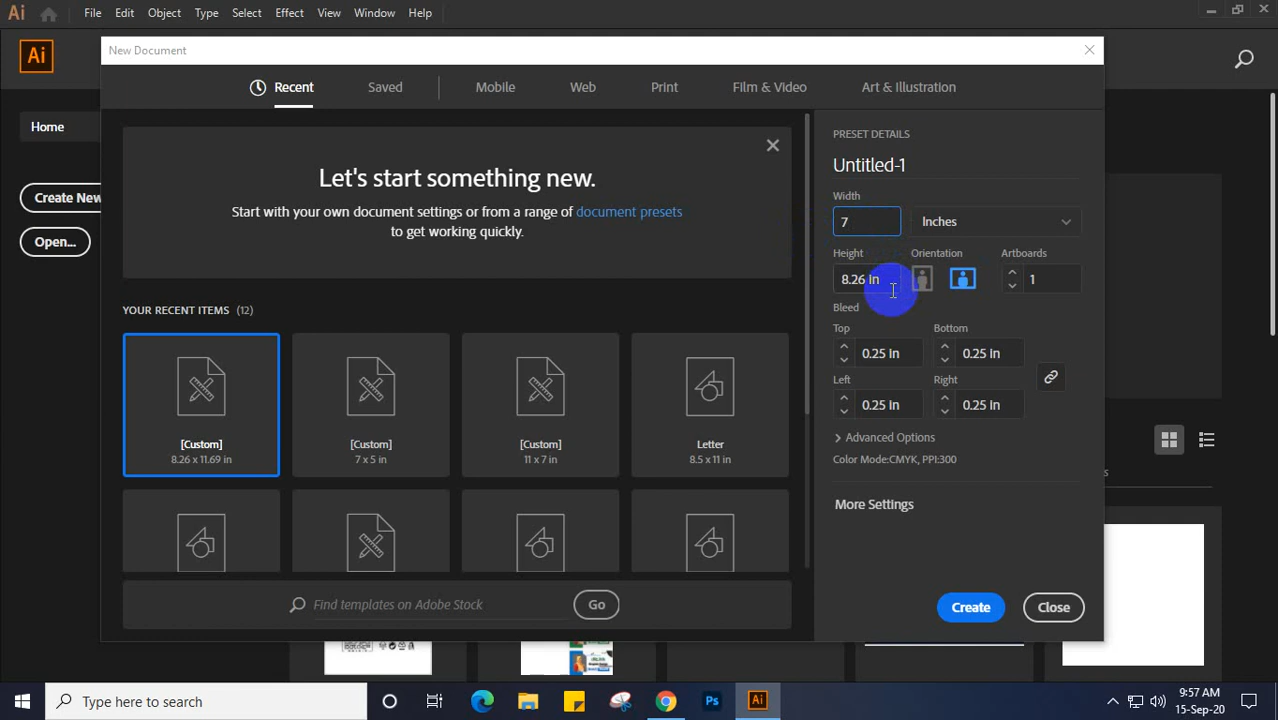 Ai File Edit Object Type Select Effect View Window Help
New Document
Ai
Recent Saved Mobile Web Print Film & Video Art & Illustration
Home
Create New
Open...
Let's start something new.
Start with your own document settings or from a range of document presets
to get working quickly.
YOUR RECENT ITEMS (12)
[Custom]
8.26 x 11.69 in
[Custom]
7 x 5 in
[Custom]
11 x 7 in
Letter
8.5 x 11 in
Find templates on Adobe Stock
Go
PRESET DETAILS
Untitled-1
Width
7 Inches
Height Orientation Artboards
8.26 in 1
Bleed
Top Bottom
0.25 in 0.25 in
Left Right
0.25 in 0.25 in
Advanced Options
Color Mode:CMYK, PPI:300
More Settings
Create Close
Type here to search
Ps
Ai
9:57 AM
15-Sep-20